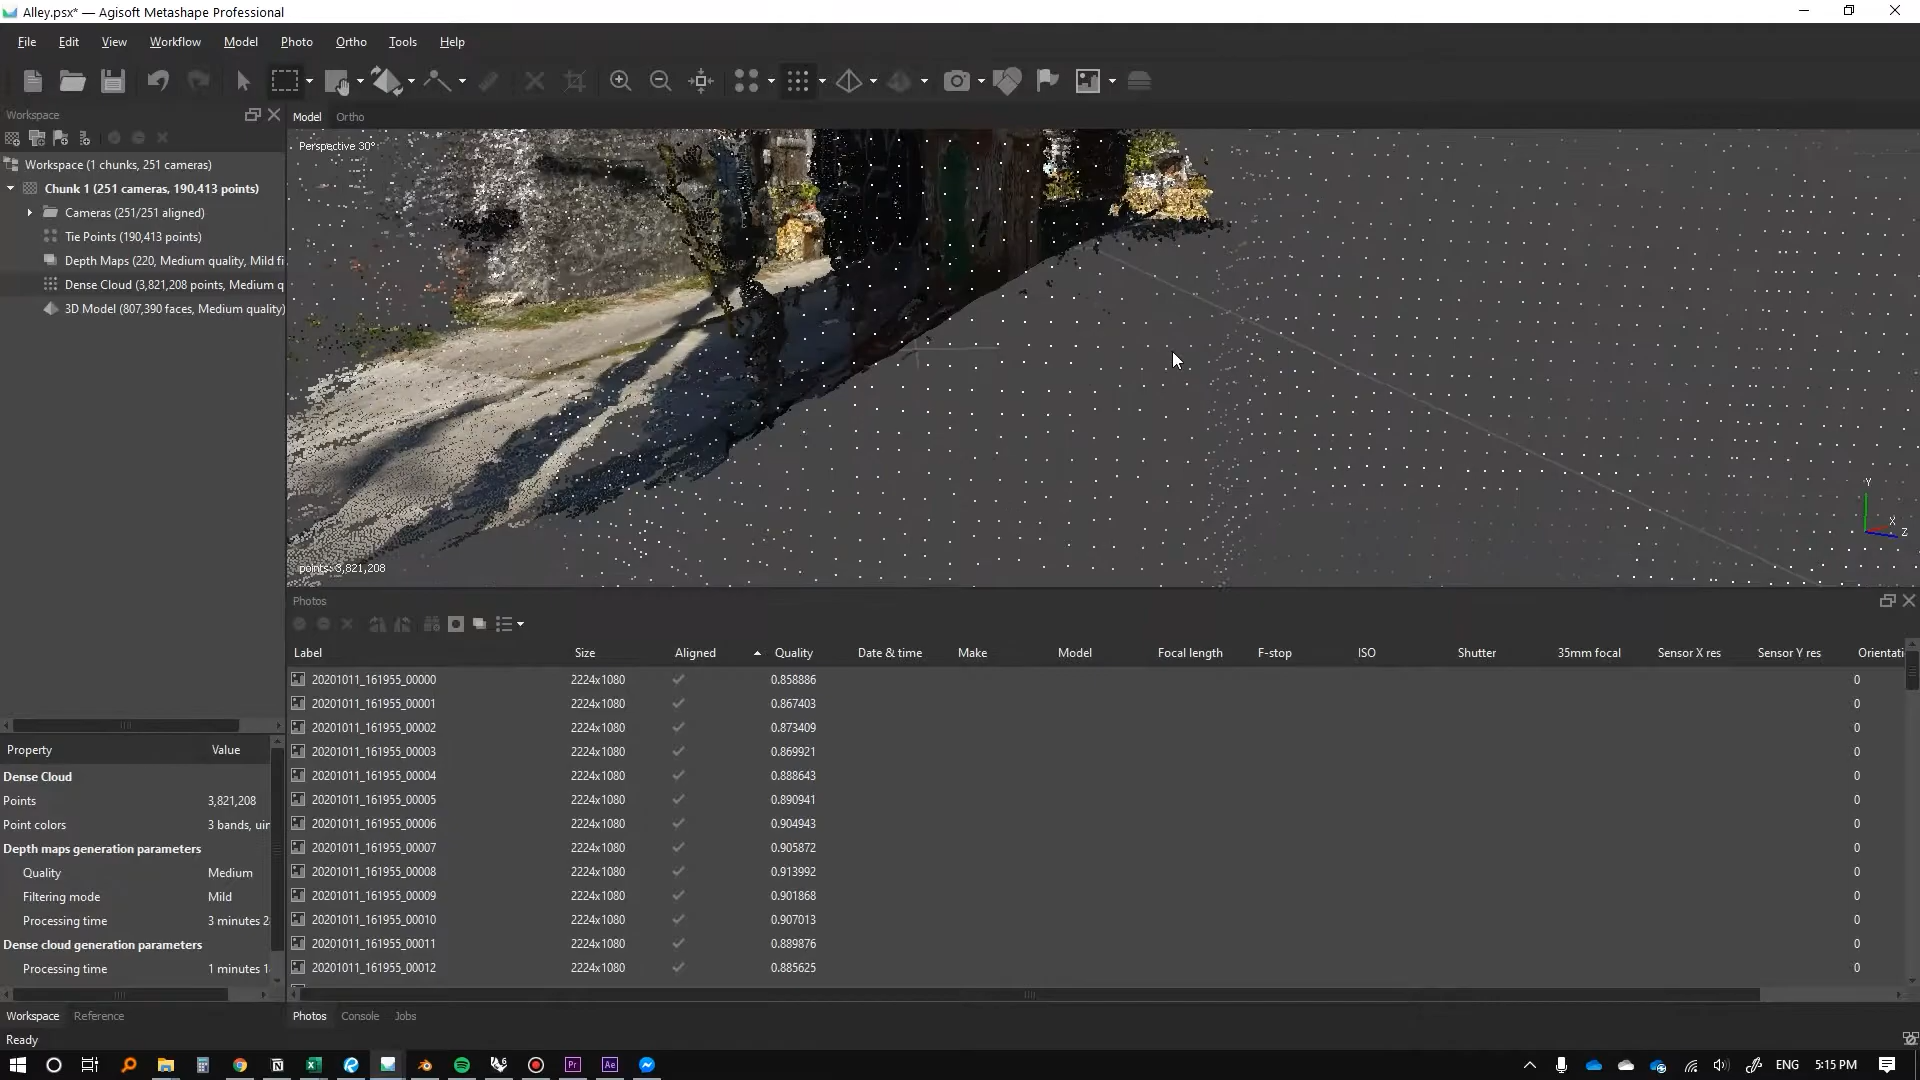 Alley.psx* — Agisoft Metashape Professional
File Edit View Workflow Model Photo Ortho Tools Help
Workspace
Model Ortho
Perspective 30°
Workspace (1 chunks, 251 cameras)
Chunk 1 (251 cameras, 190,413 points)
Cameras (251/251 aligned)
Tie Points (190,413 points)
Depth Maps (220, Medium quality, Mild fi
Dense Cloud (3,821,208 points, Medium q
3D Model (807,390 faces, Medium quality)
Y
X
Z
points: 3,821,208
Property Value
Dense Cloud
Points 3,821,208
Point colors 3 bands, uin
Depth maps generation parameters
Quality Medium
Filtering mode Mild
Processing time 3 minutes 2
Dense cloud generation parameters
Processing time 1 minutes 1
Workspace Reference
Photos
Label Size Aligned Quality Date & time Make Model Focal length F-stop ISO Shutter 35mm focal Sensor X res Sensor Y res Orientati
20201011_161955_00000 2224x1080 0.858886 0
20201011_161955_00001 2224x1080 0.867403 0
20201011_161955_00002 2224x1080 0.873409 0
20201011_161955_00003 2224x1080 0.869921 0
20201011_161955_00004 2224x1080 0.888643 0
20201011_161955_00005 2224x1080 0.890941 0
20201011_161955_00006 2224x1080 0.904943 0
20201011_161955_00007 2224x1080 0.905872 0
20201011_161955_00008 2224x1080 0.913992 0
20201011_161955_00009 2224x1080 0.901868 0
20201011_161955_00010 2224x1080 0.907013 0
20201011_161955_00011 2224x1080 0.889876 0
20201011_161955_00012 2224x1080 0.885625 0
Photos Console Jobs
Ready
Pr Ae ENG 5:15 PM